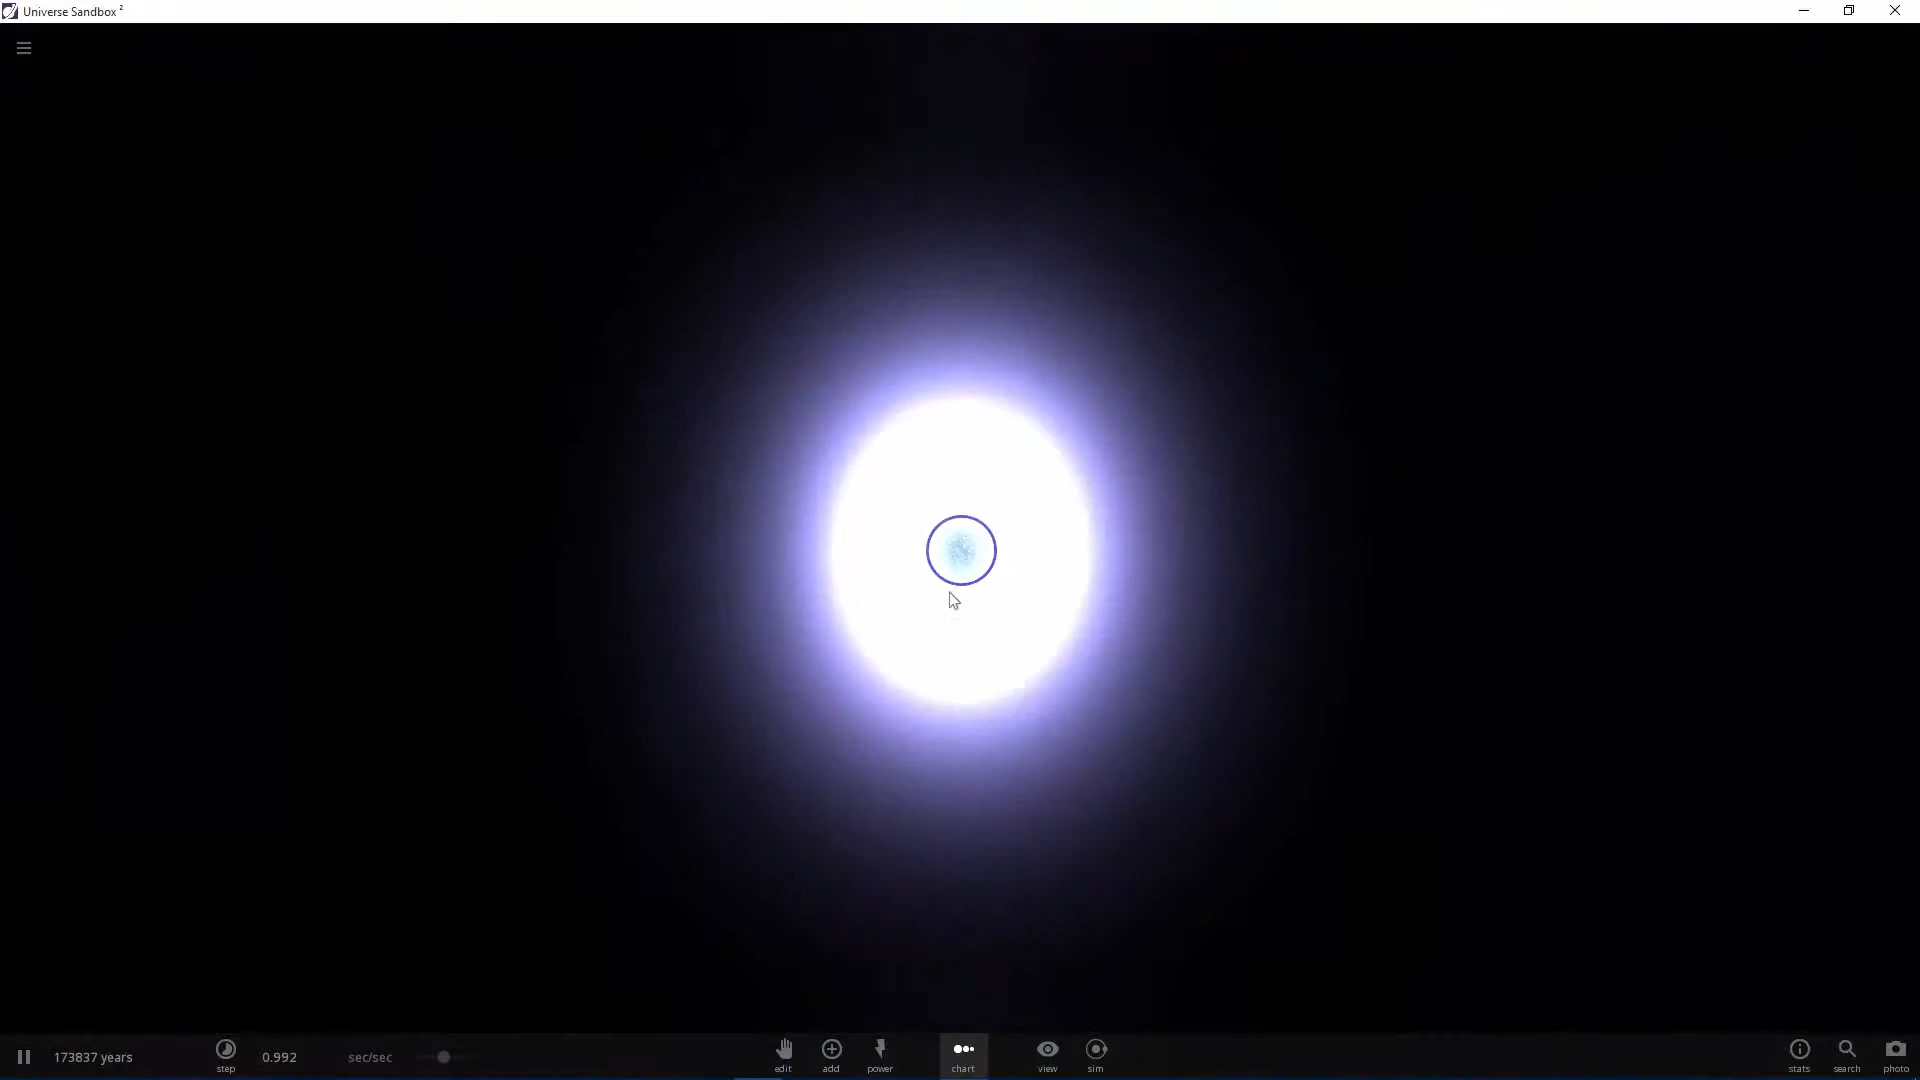 Universe Sandbox ²
173837 years
step
0.992
sec/sec
edit
add
power
chart
view
sim
stats
search
photo